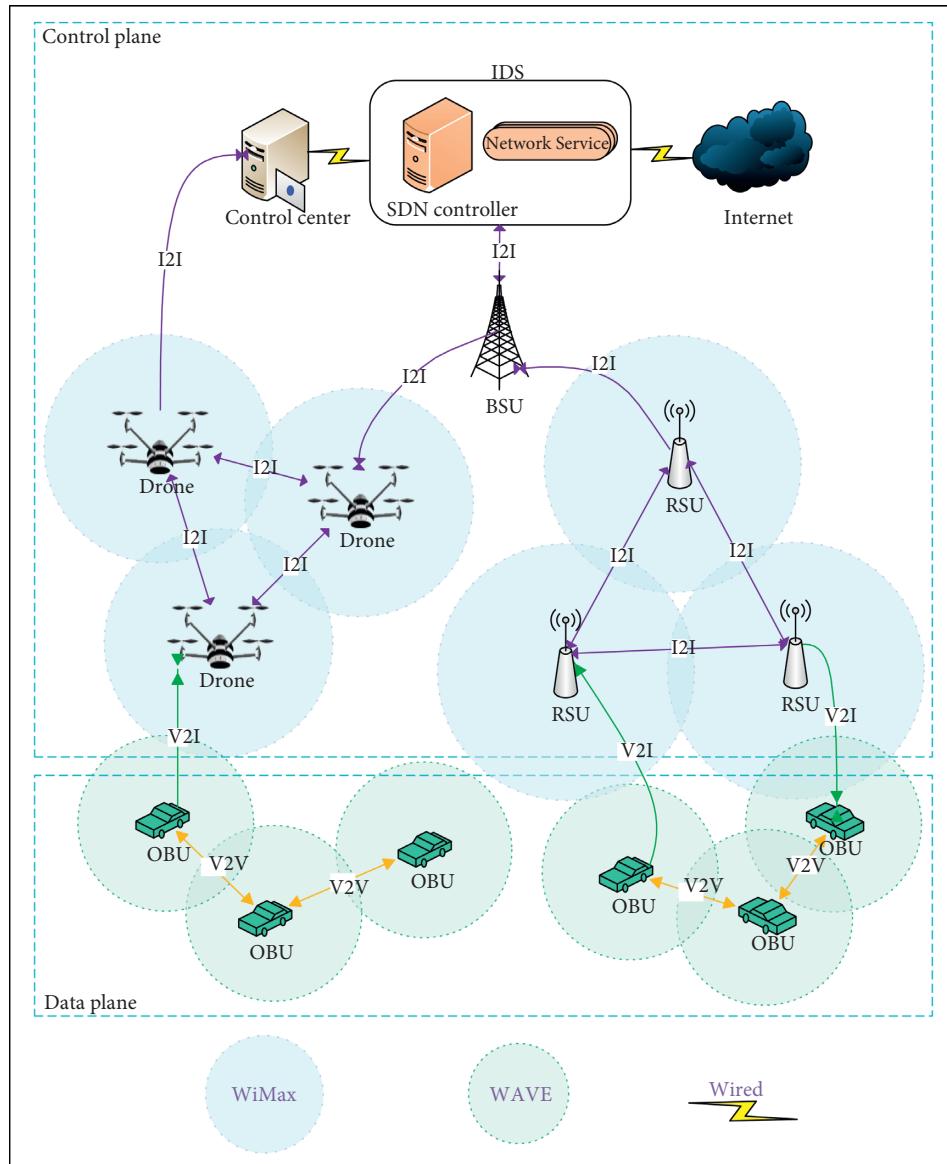 Control plane
IDS
Network Service
Control center
SDN controller
Internet
I2I
I2I
I2I
I2I
BSU
I2I
Drone
RSU
Drone
I2I
I2I
I2I
I2I
I2I
Drone
RSU
RSU
V2I
V2I
V2I
OBU
OBU
V2V
V2V
OBU
V2V
V2V
OBU
OBU
OBU
Data plane
WiMax
WAVE
Wired